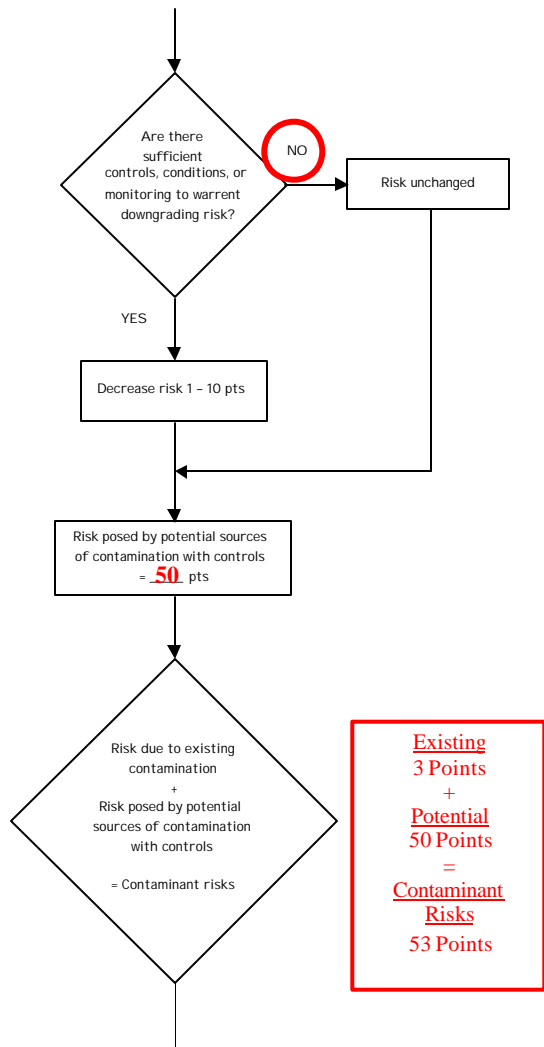 Are there
sufficient
controls, conditions, or
monitoring to warrent
downgrading risk?
NO
Risk unchanged
YES
Decrease risk 1 – 10 pts
Risk posed by potential sources
of contamination with controls
= 50 pts
Risk due to existing
contamination
+
Risk posed by potential
sources of contamination
with controls
= Contaminant risks
Existing
3 Points
+
Potential
50 Points
=
Contaminant
Risks
53 Points